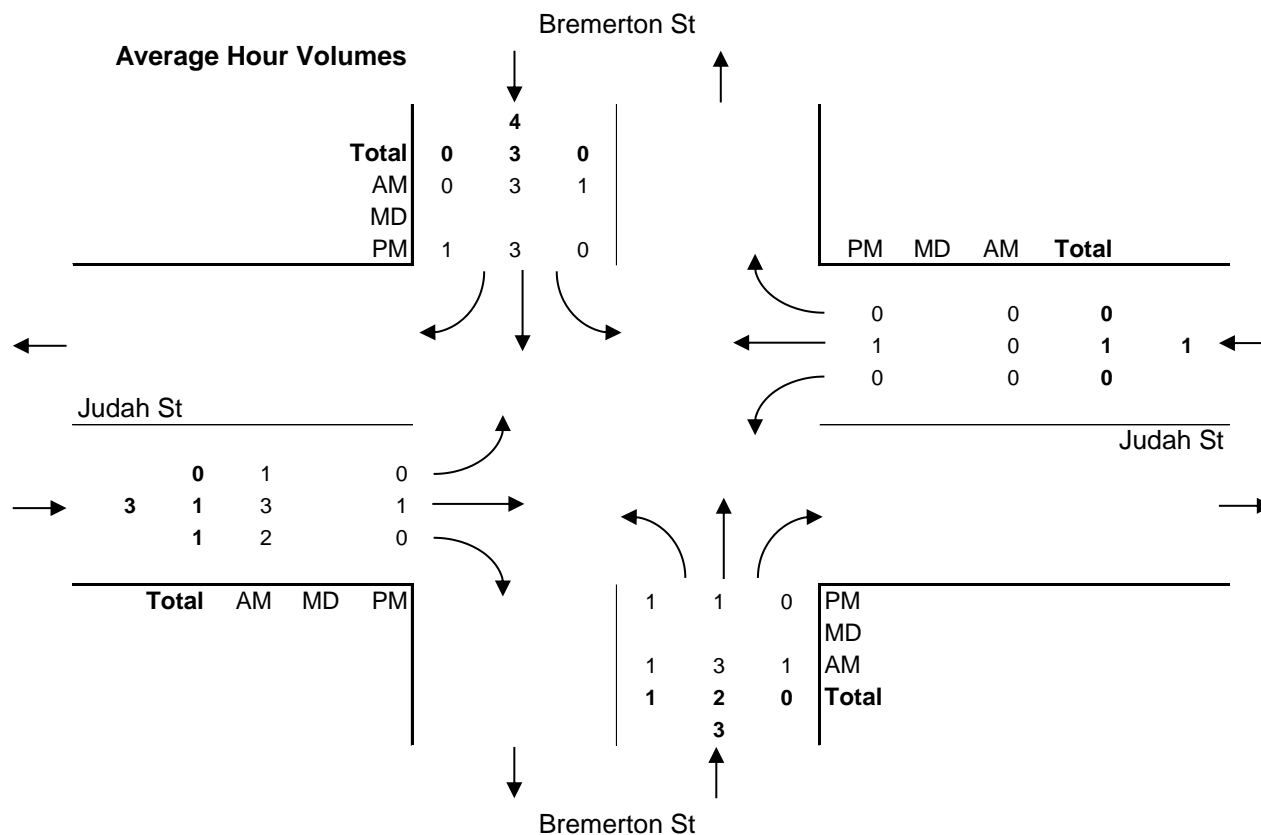 Bremerton St
Average Hour Volumes
4
Total 0 3 0
AM 0 3 1
MD
PM 1 3 0
PM MD AM Total
0 0 0
1 0 1 1
0 0 0
Judah St
Judah St
0 1 0
3 1 3 1
1 2 0
Total AM MD PM
1 1 0 PM
MD
1 3 1 AM
1 2 0 Total
3
Bremerton St